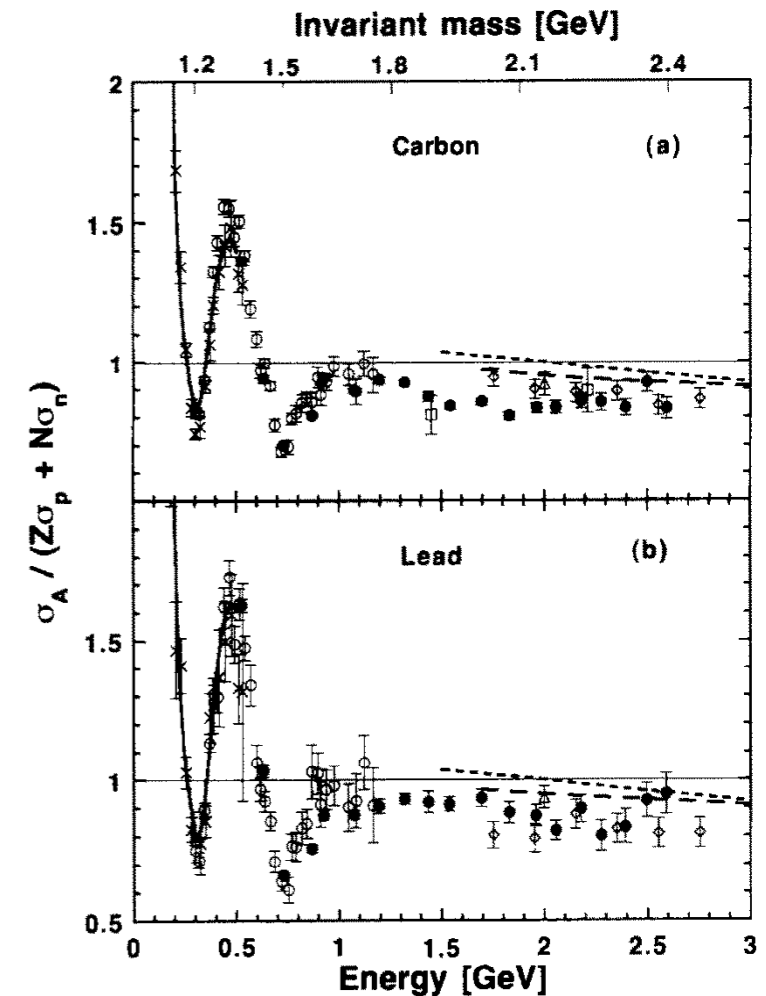 Invariant mass [GeV]
1.2 1.5 1.8 2.1 2.4
2
Carbon (a)
1.5
1
σA / (Zσp + Nσn)
Lead (b)
1.5
1
0.5
0 0.5 1 1.5 2 2.5 3
Energy [GeV]